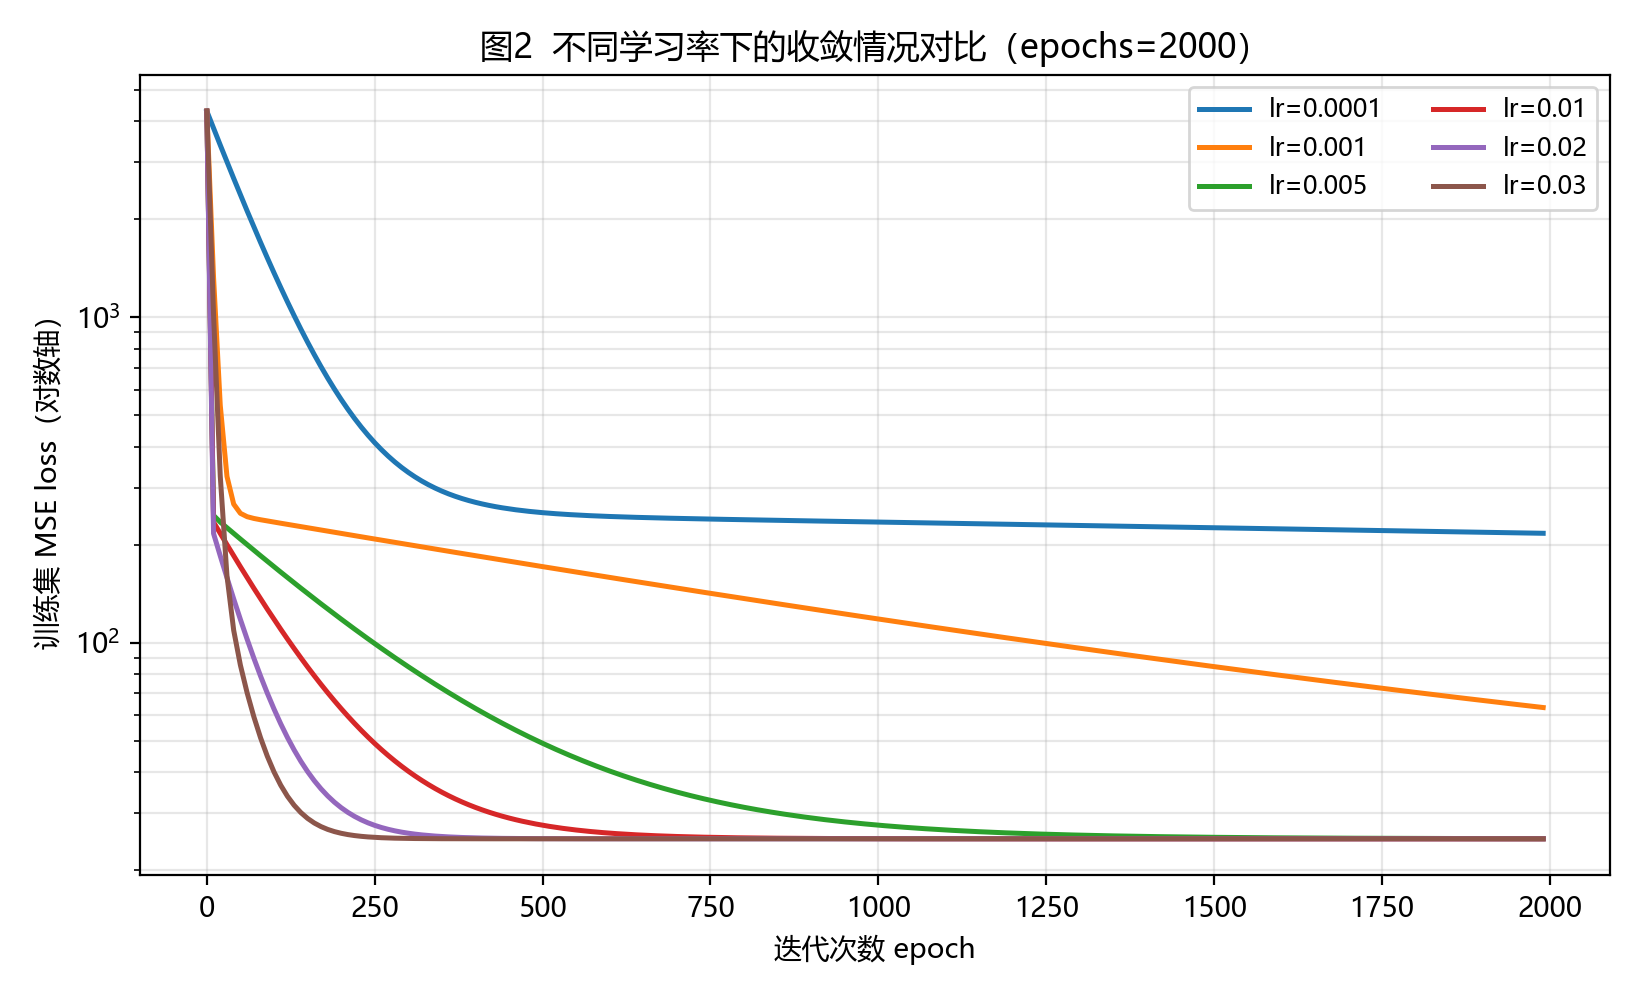 图2 不同学习率下的收敛情况对比（epochs=2000）
训练集 MSE loss（对数轴）
10³
10²
lr=0.0001
lr=0.001
lr=0.005
lr=0.01
lr=0.02
lr=0.03
0 250 500 750 1000 1250 1500 1750 2000
迭代次数 epoch